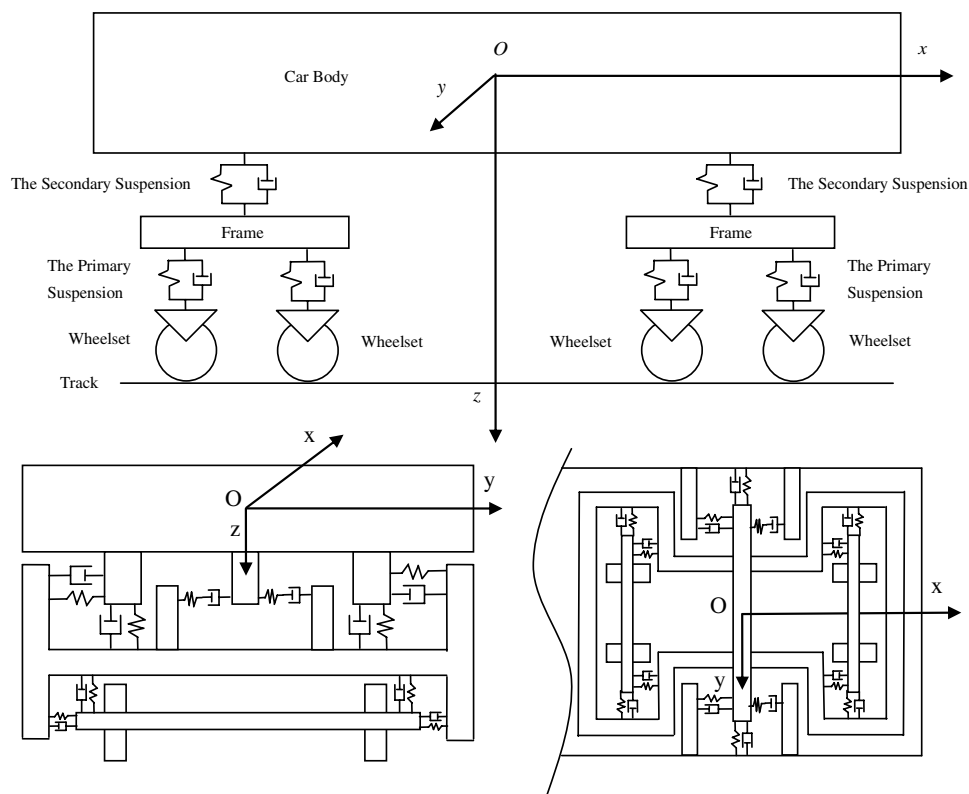 O
x
Car Body
y
The Secondary Suspension
The Secondary Suspension
Frame
Frame
The Primary
Suspension
The Primary
Suspension
Wheelset
Wheelset
Wheelset
Wheelset
Track
z
x
y
O
z
x
O
y